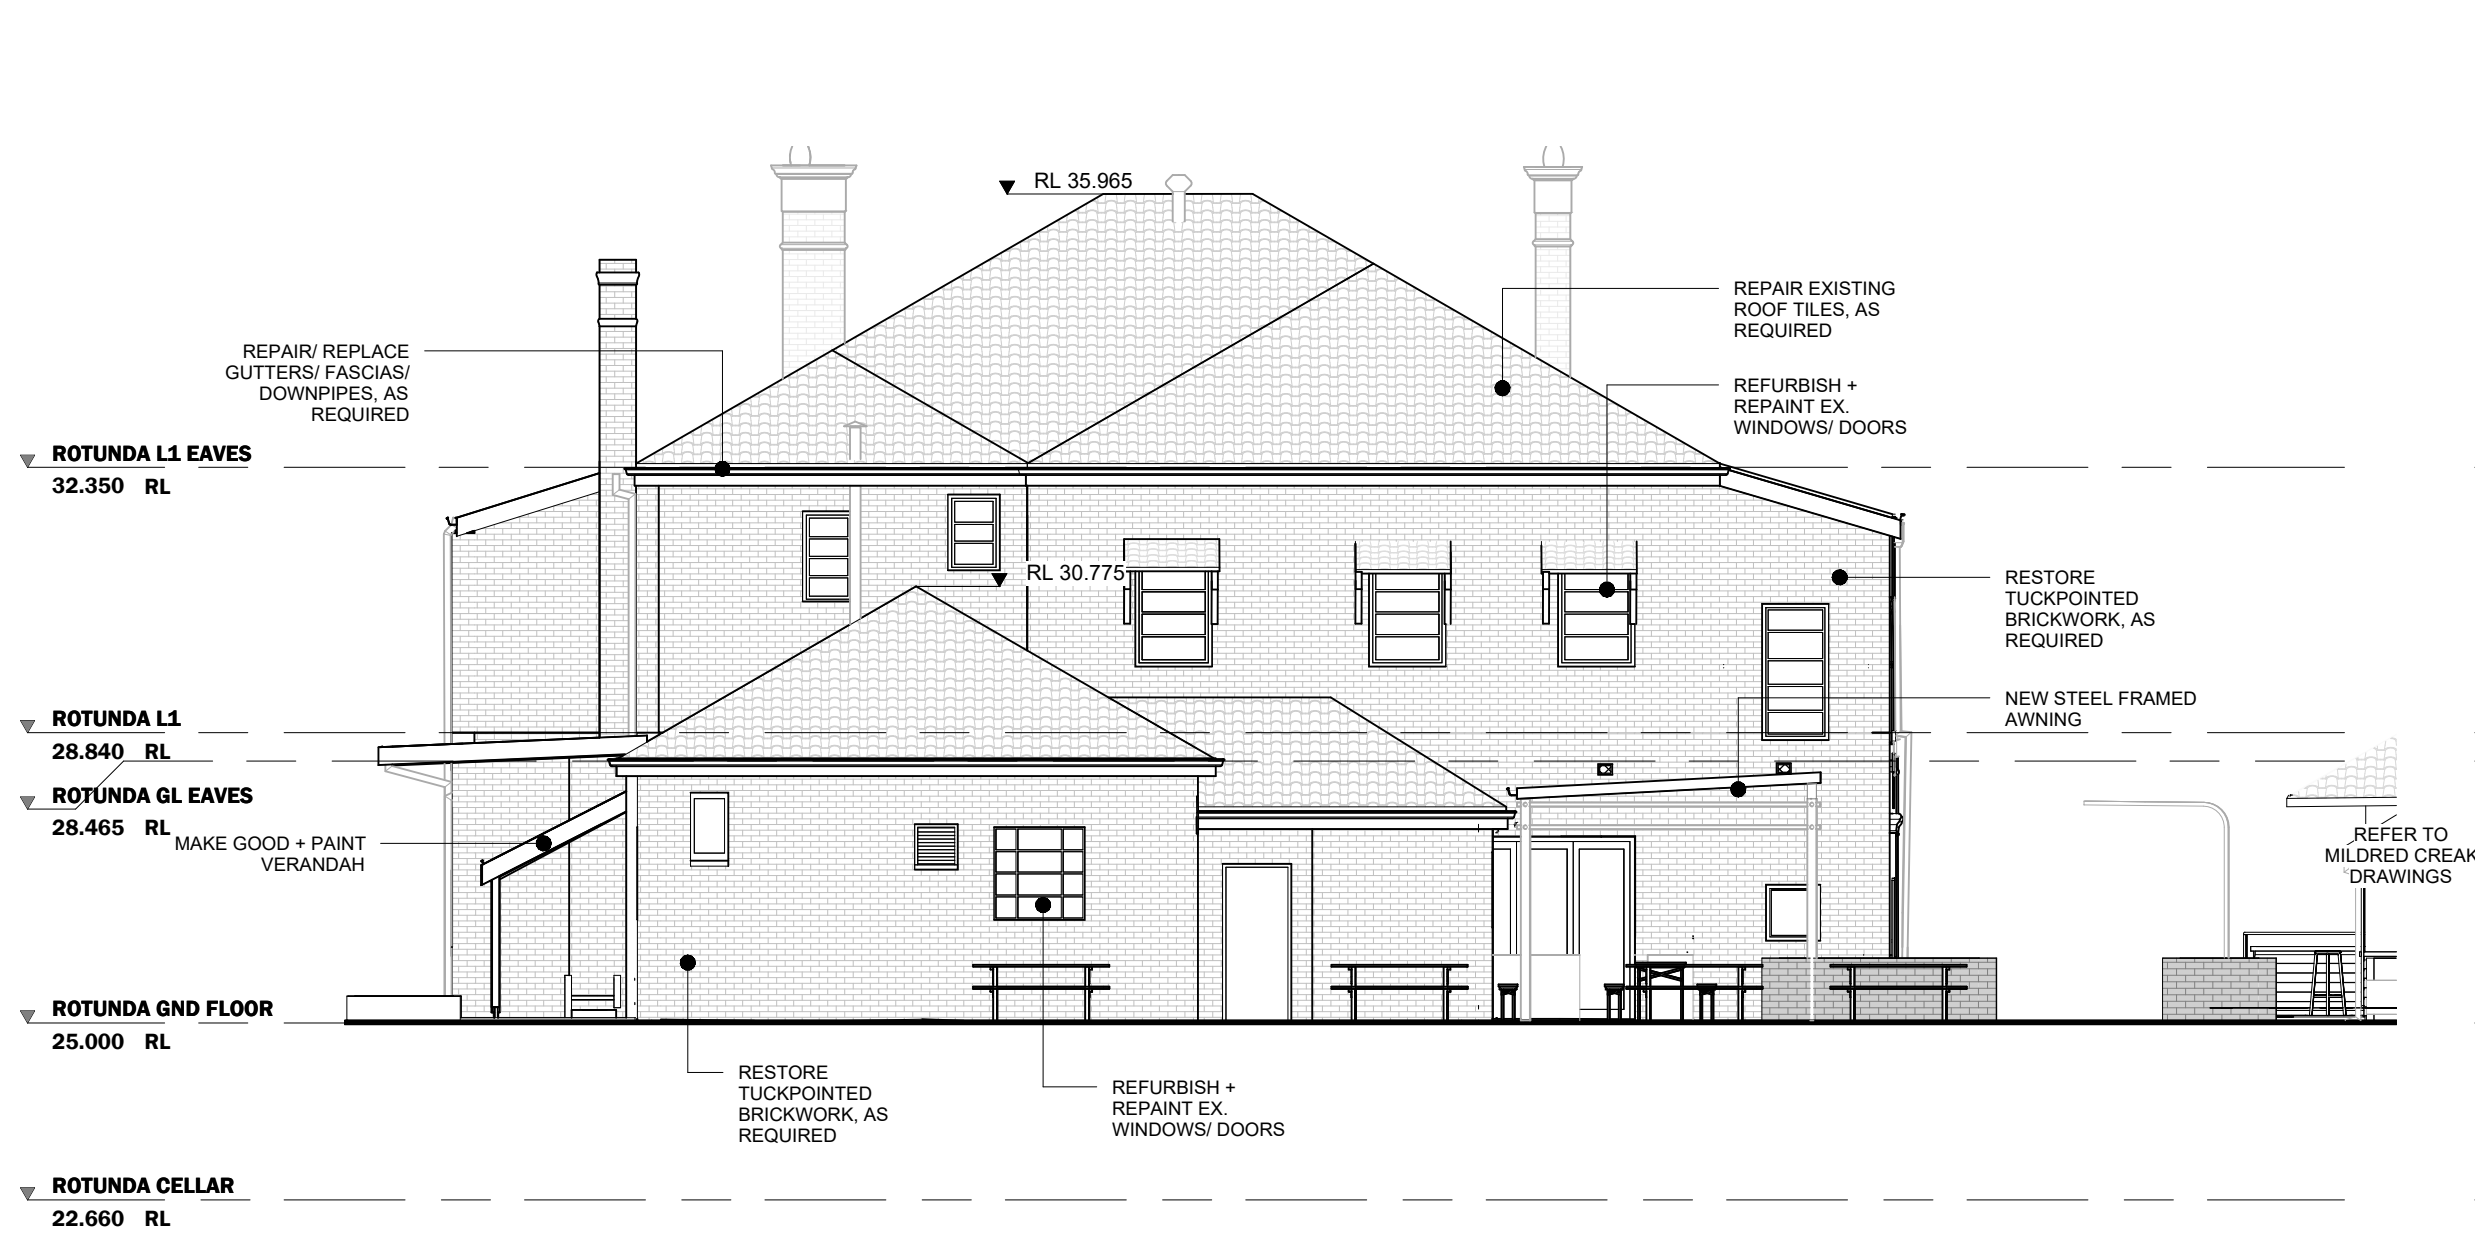 RL 35.965
REPAIR EXISTING
ROOF TILES, AS
REQUIRED
REPAIR/ REPLACE
GUTTERS/ FASCIAS/
DOWNPIPES, AS
REQUIRED
REFURBISH +
REPAINT EX.
WINDOWS/ DOORS
ROTUNDA L1 EAVES
32.350 RL
RL 30.775
RESTORE
TUCKPOINTED
BRICKWORK, AS
REQUIRED
NEW STEEL FRAMED
AWNING
ROTUNDA L1
28.840 RL
ROTUNDA GL EAVES
28.465 RL
MAKE GOOD + PAINT
VERANDAH
REFER TO
MILDRED CREAK
DRAWINGS
ROTUNDA GND FLOOR
25.000 RL
RESTORE
TUCKPOINTED
BRICKWORK, AS
REQUIRED
REFURBISH +
REPAINT EX.
WINDOWS/ DOORS
ROTUNDA CELLAR
22.660 RL